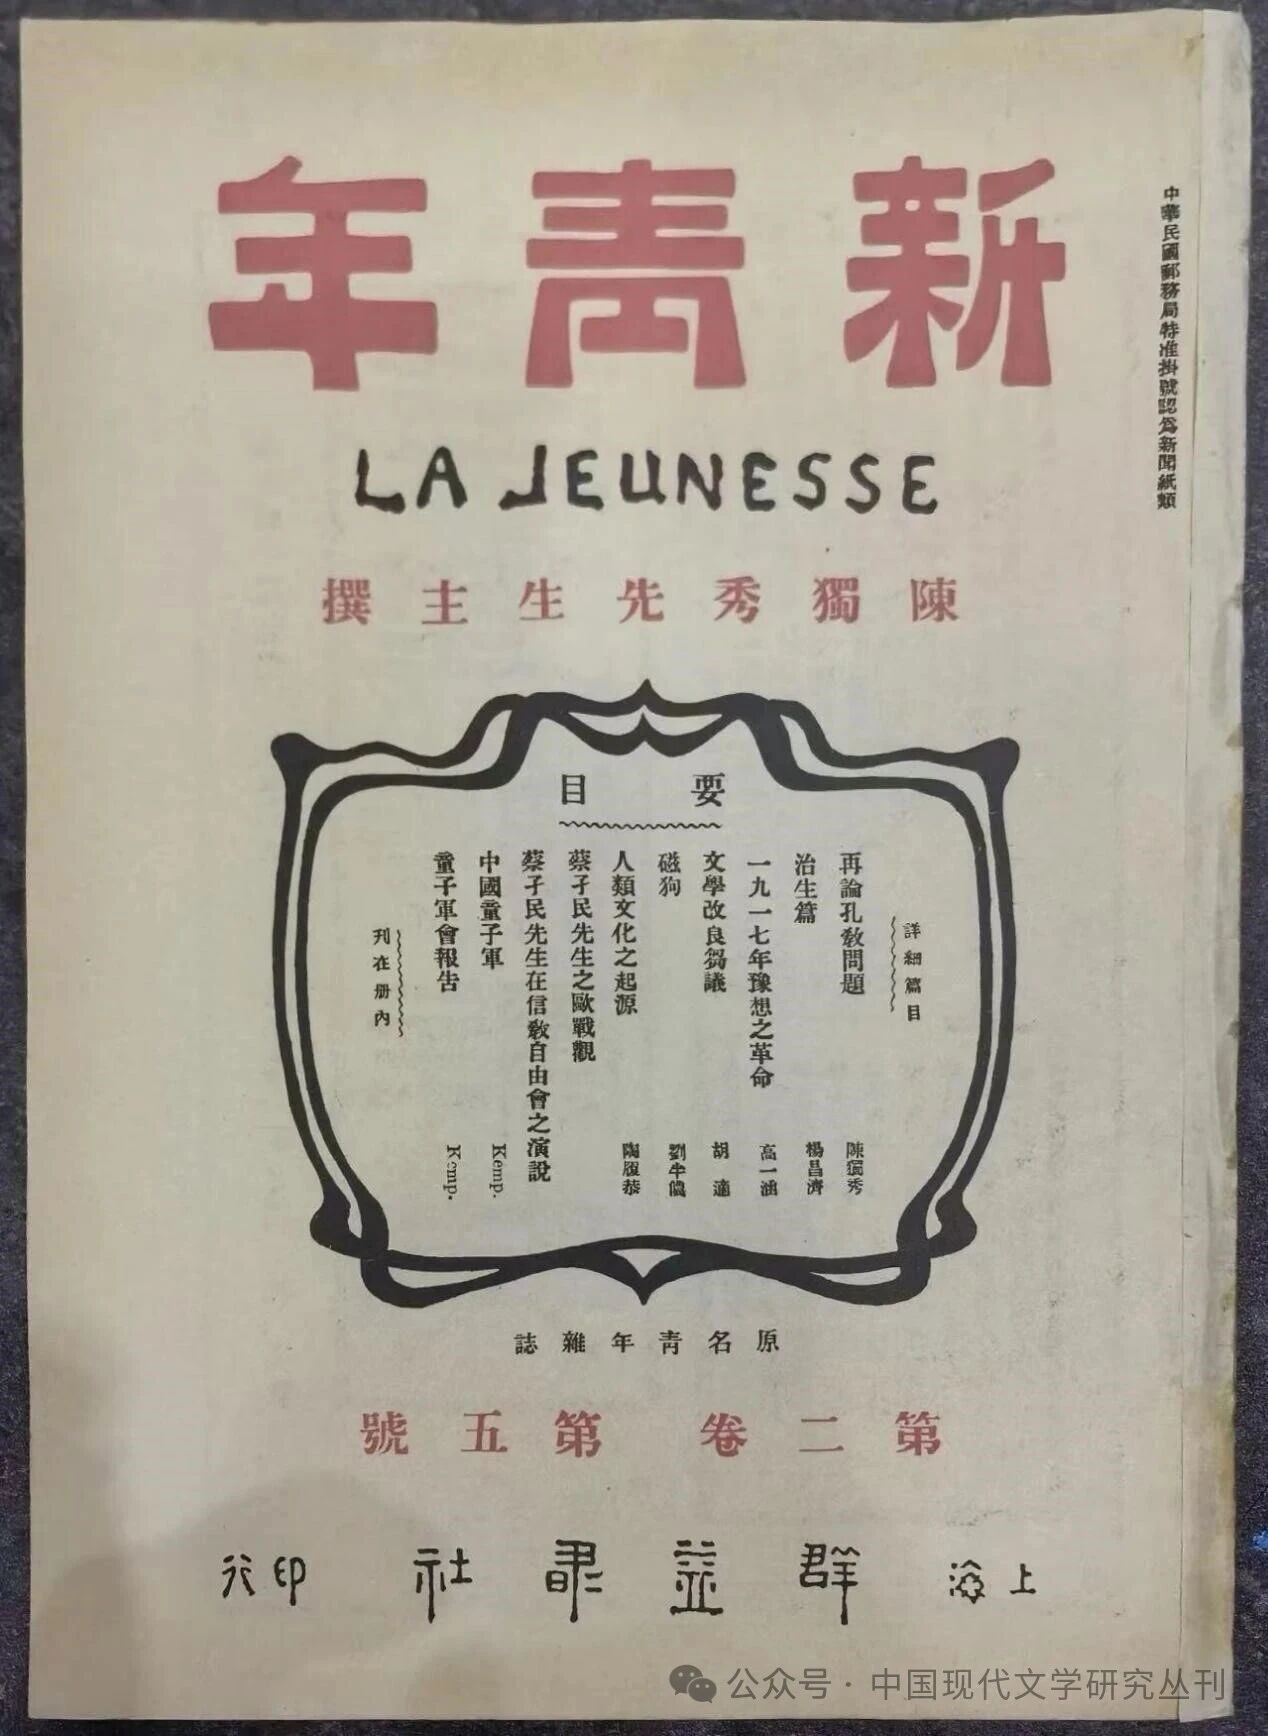 中華民國郵務局特准掛號認爲新聞紙類
新青年
LA JEUNESSE
陳獨秀先生主撰
要目
詳細篇目
再論孔敎問題 陳獨秀
治生篇 楊昌濟
一九一七年豫想之革命 高一涵
文學改良芻議 胡適
磁狗 劉半儂
人類文化之起源 陶履恭
蔡孑民先生之歐戰觀
蔡孑民先生在信敎自由會之演說
中國童子軍 Kemp.
童子軍會報告 Kemp.
刊在册內
原名青年雜誌
第二卷 第五號
上海 群益書社 印行
公众号·中国现代文学研究丛刊